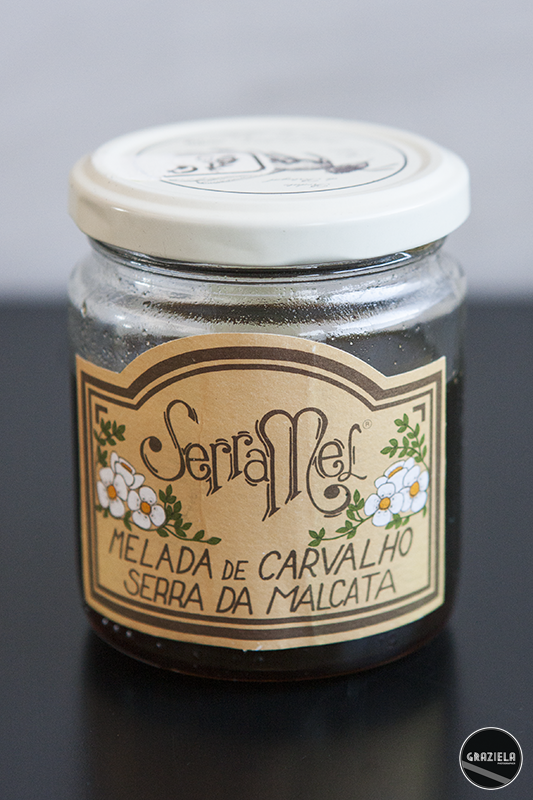 SerraMel®
MELADA DE CARVALHO
SERRA DA MALCATA
GRAZIELA